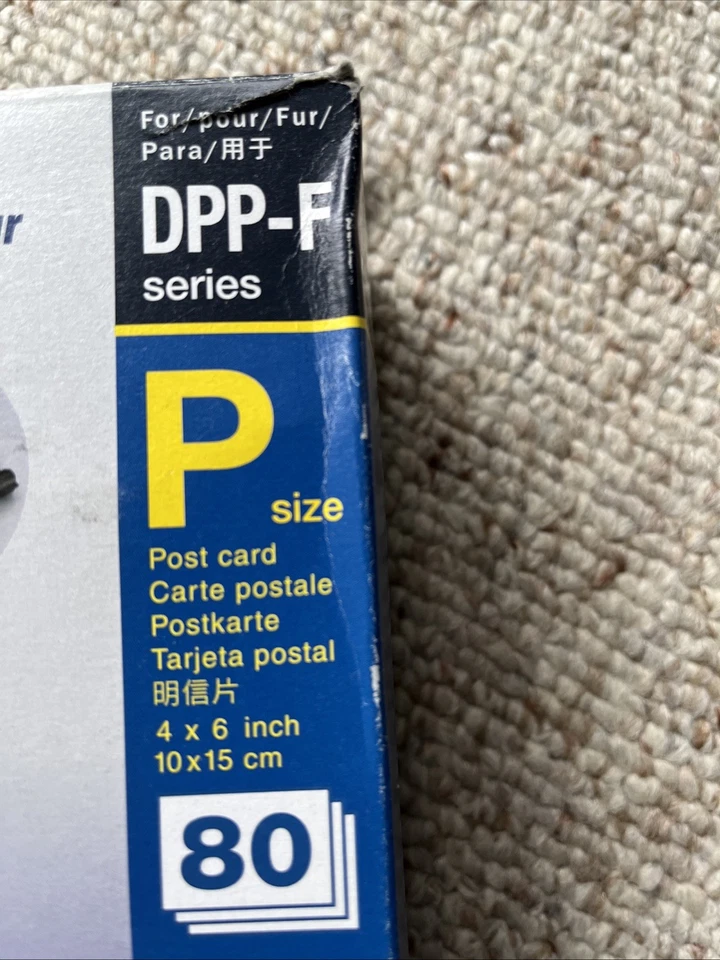 For/pour/Fur/
Para/用于
DPP-F
series
P
size
Post card
Carte postale
Postkarte
Tarjeta postal
明信片
4 x 6 inch
10x15 cm
80